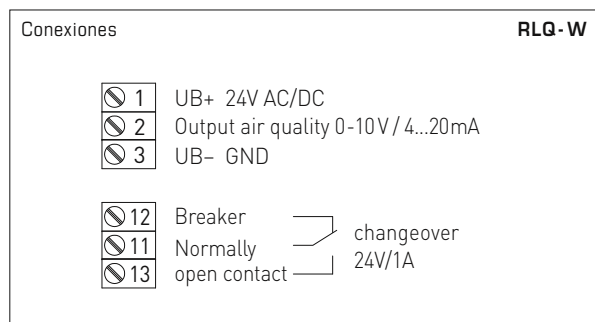 Conexiones RLQ-W
1 UB+ 24V AC/DC
2 Output air quality 0-10V / 4...20mA
3 UB– GND
12 Breaker
11 Normally
13 open contact
changeover
24V/1A